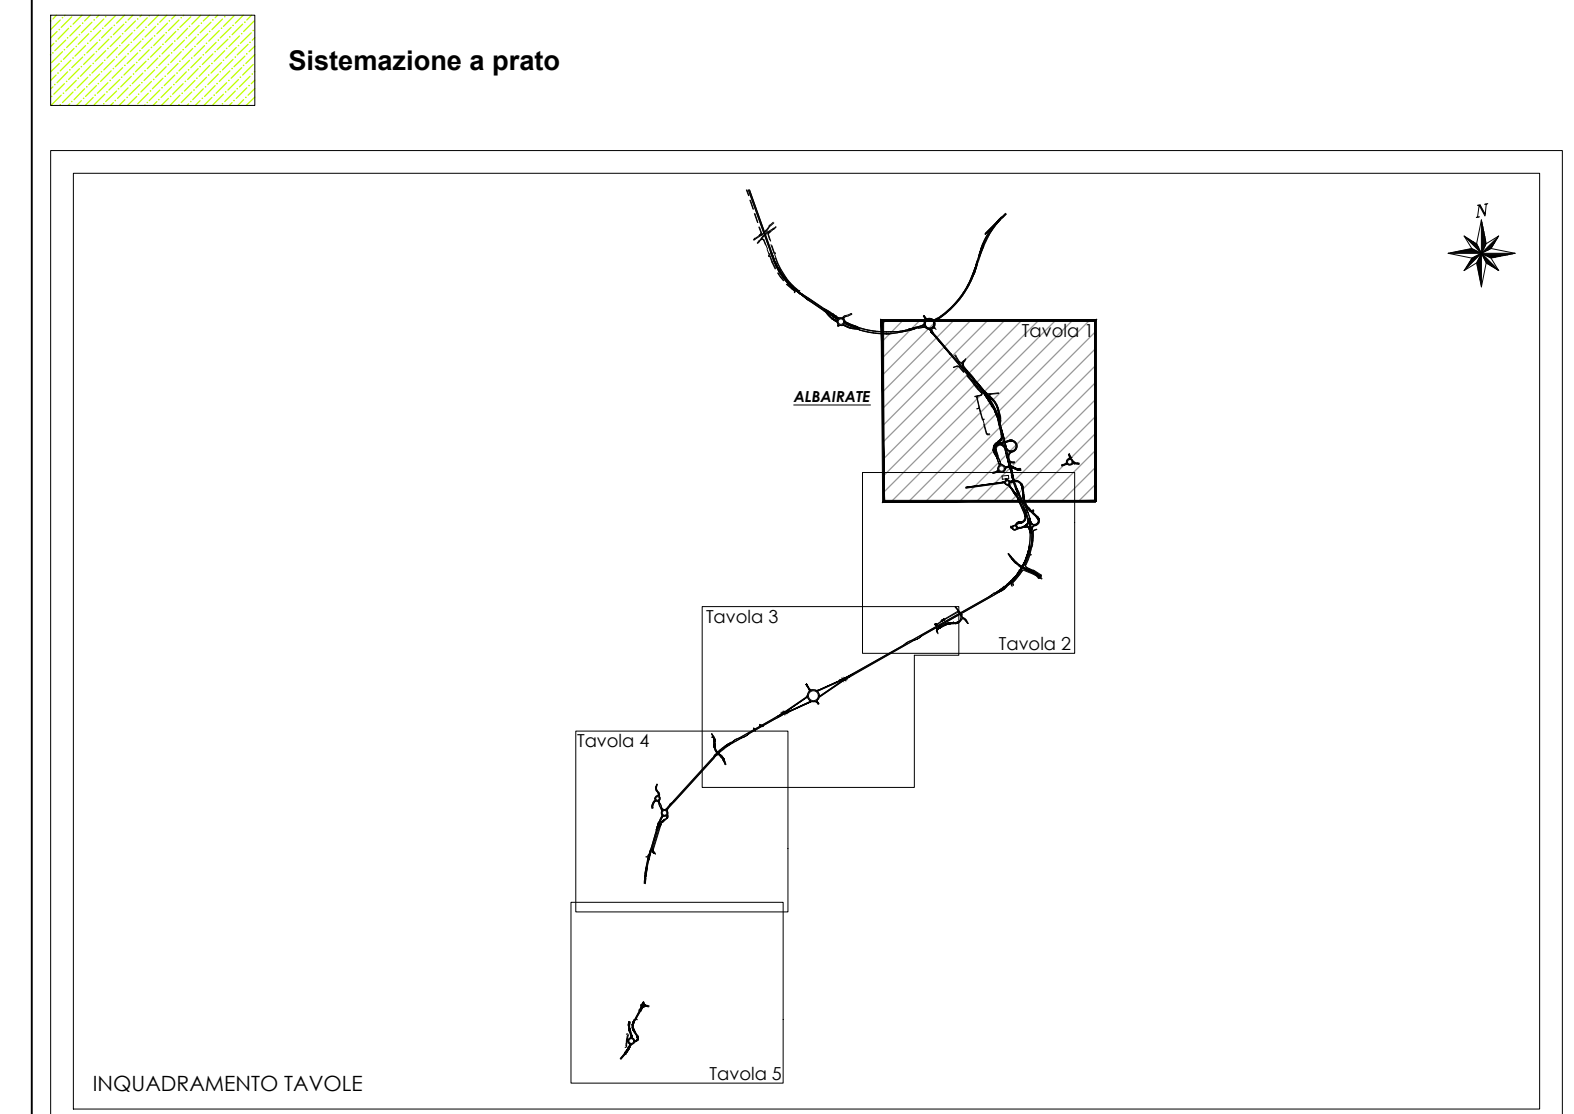 Sistemazione a prato
N
Tavola 1
ALBAIRATE
Tavola 3
Tavola 2
Tavola 4
Tavola 5
INQUADRAMENTO TAVOLE